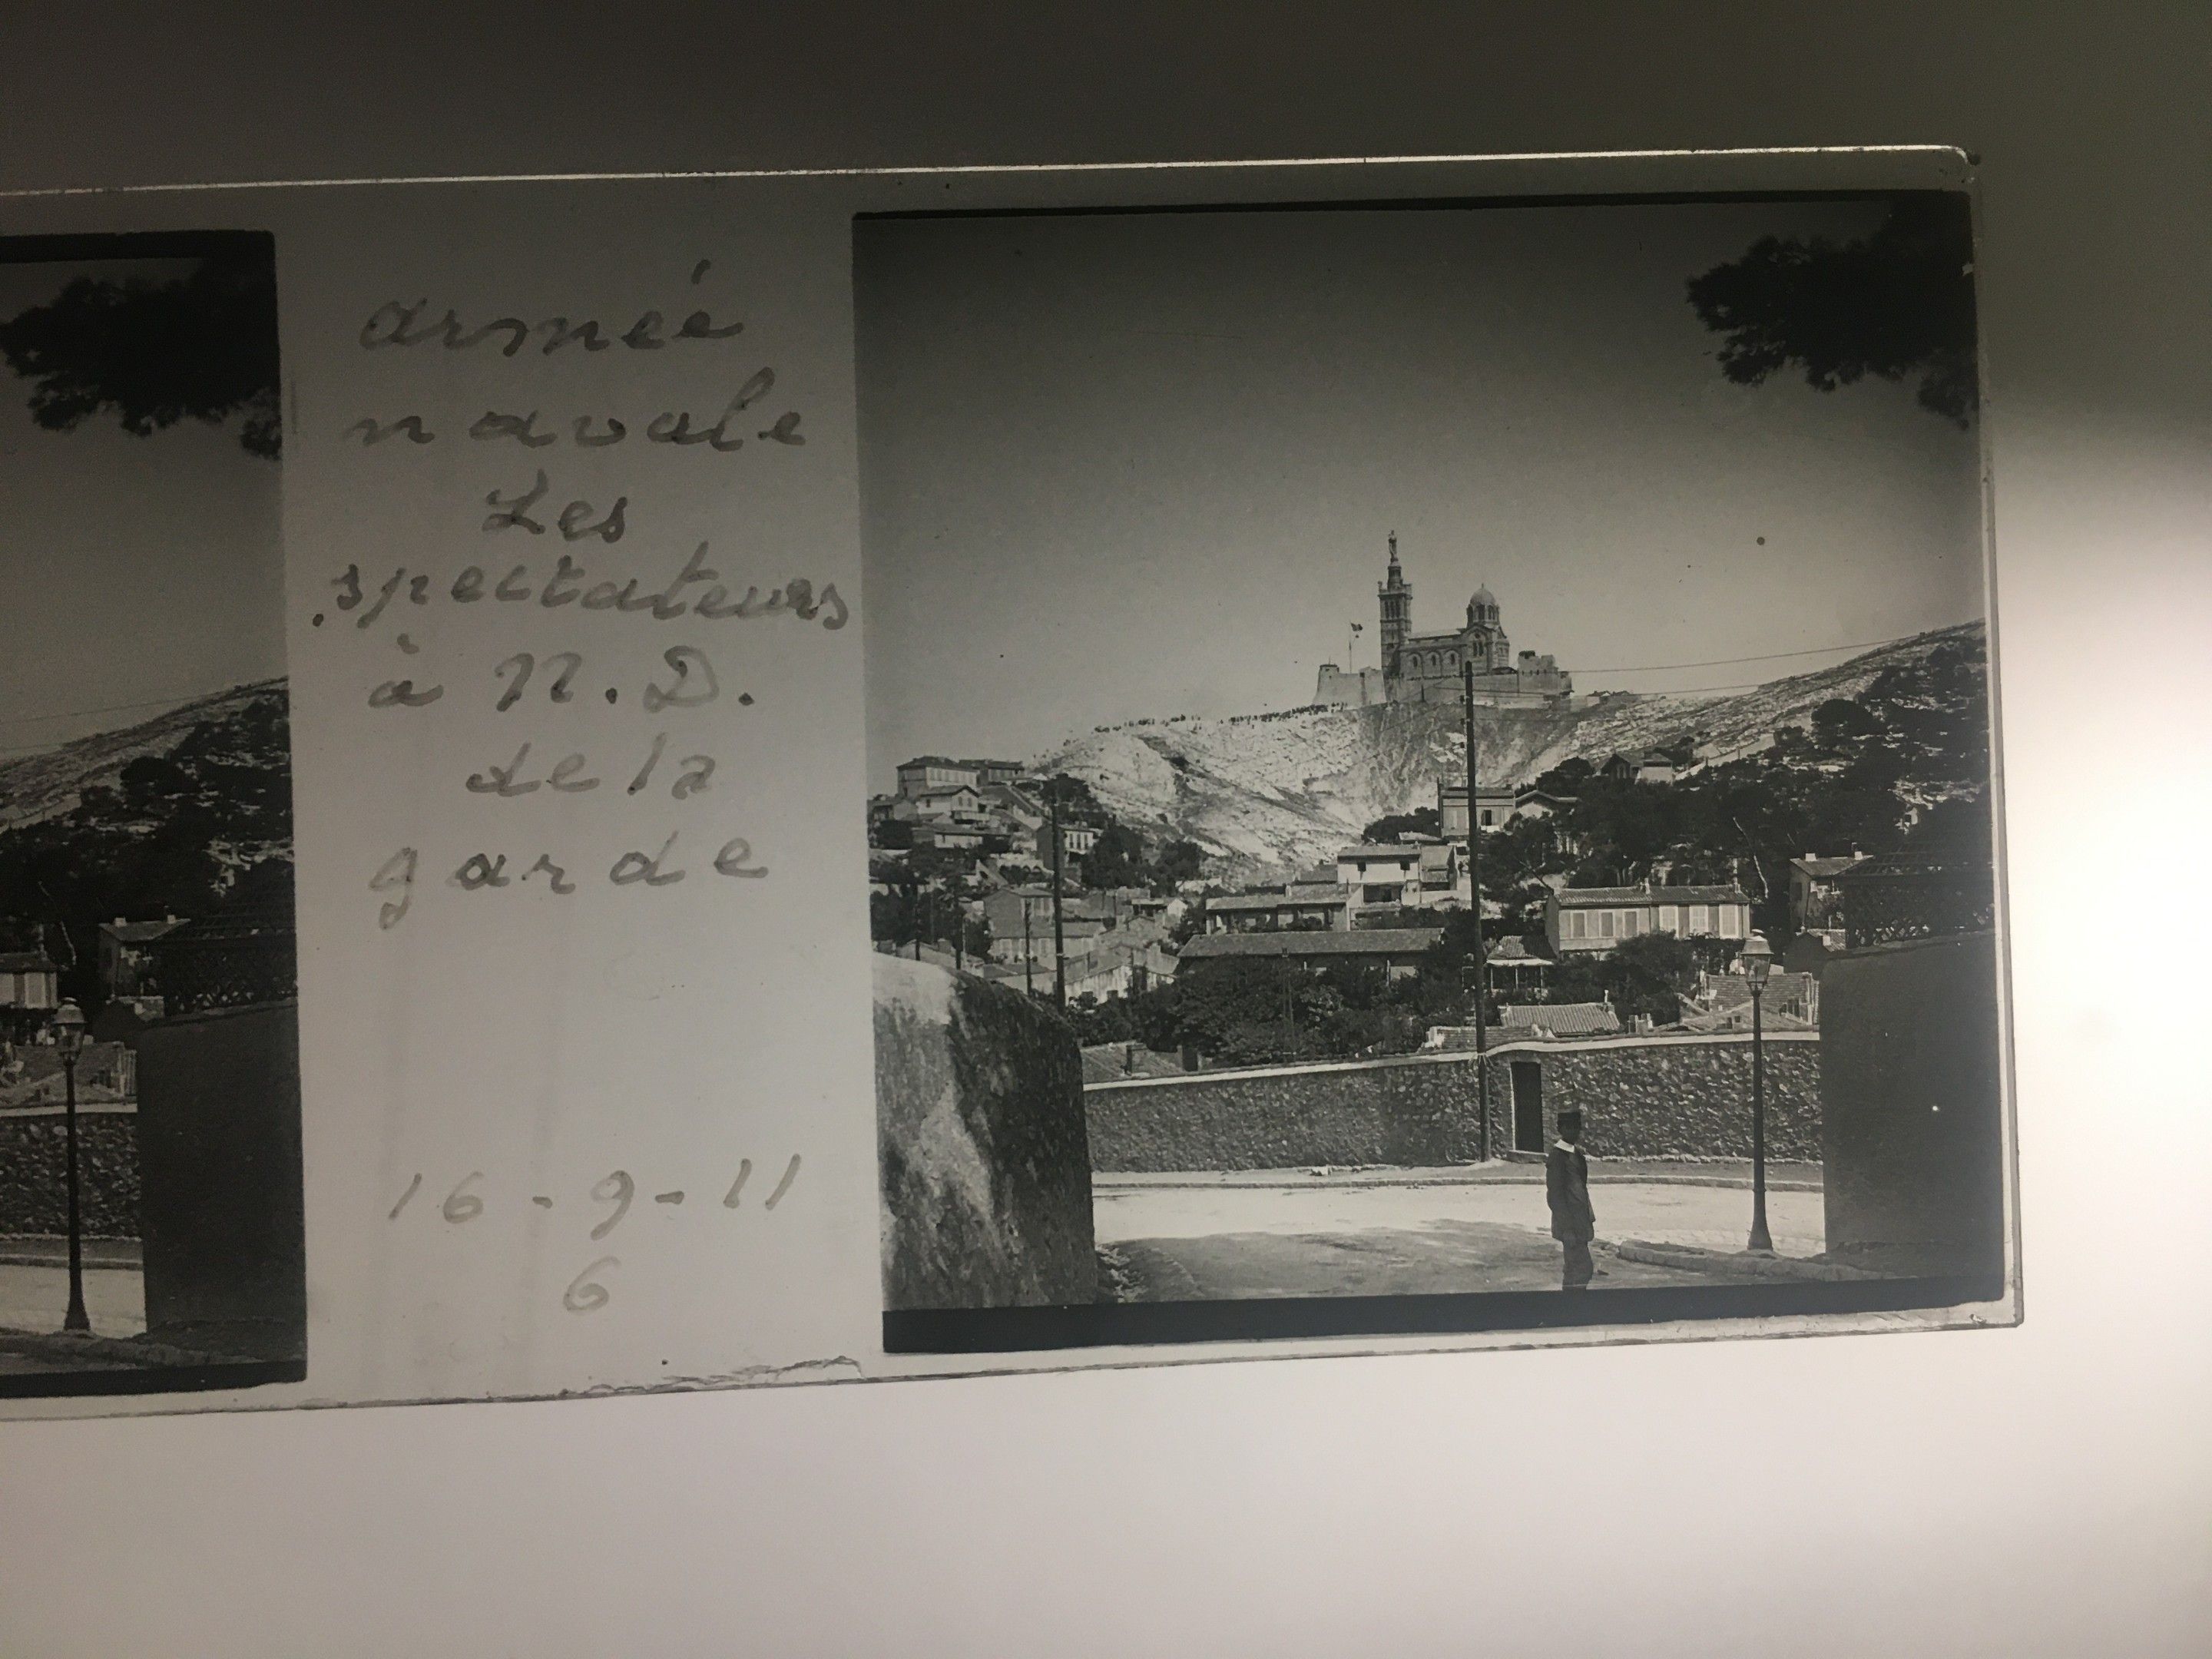 armée
navale
Les
spectateurs
à N. D.
de la
garde
16-9-11
6